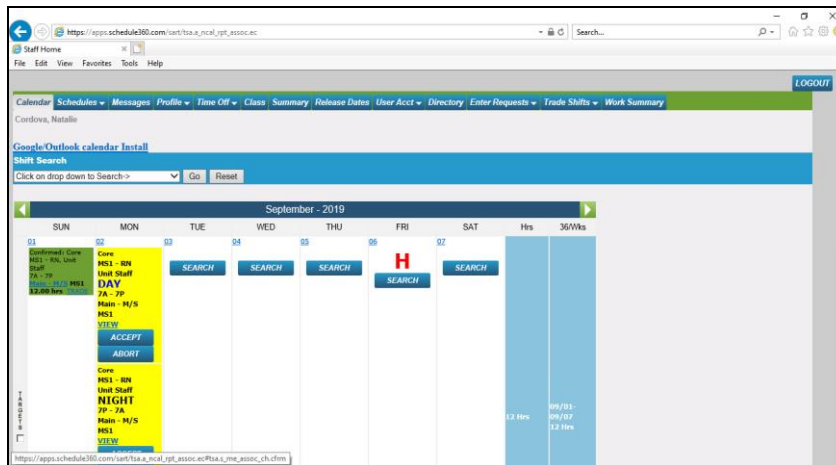 https://apps.schedule360.com/sart/tsa.a_ncal_rpt_assoc.ec
Search...
Staff Home
File Edit View Favorites Tools Help
LOGOUT
Calendar Schedules Messages Profile Time Off Class Summary Release Dates User Acct Directory Enter Requests Trade Shifts Work Summary
Cordova, Natalie
Google/Outlook calendar Install
Shift Search
Click on drop down to Search-> Go Reset
September - 2019
SUN MON TUE WED THU FRI SAT Hrs 36/Wks
01 02 03 04 05 06 07
Confirmed: Core
MS1 - RN, Unit
Staff
7A - 7P
Main - M/S MS1
12.00 hrs TRADE
Core
MS1 - RN
Unit Staff
DAY
7A - 7P
Main - M/S
MS1
VIEW
ACCEPT
ABORT
Core
MS1 - RN
Unit Staff
NIGHT
7P - 7A
Main - M/S
MS1
VIEW
ACCEPT
SEARCH
SEARCH
SEARCH
H
SEARCH
SEARCH
12 Hrs
09/01-
09/07
12 Hrs
TARGETS
https://apps.schedule360.com/sart/tsa.a_ncal_rpt_assoc.ec#tsa.s_me_assoc_ch.cfrm